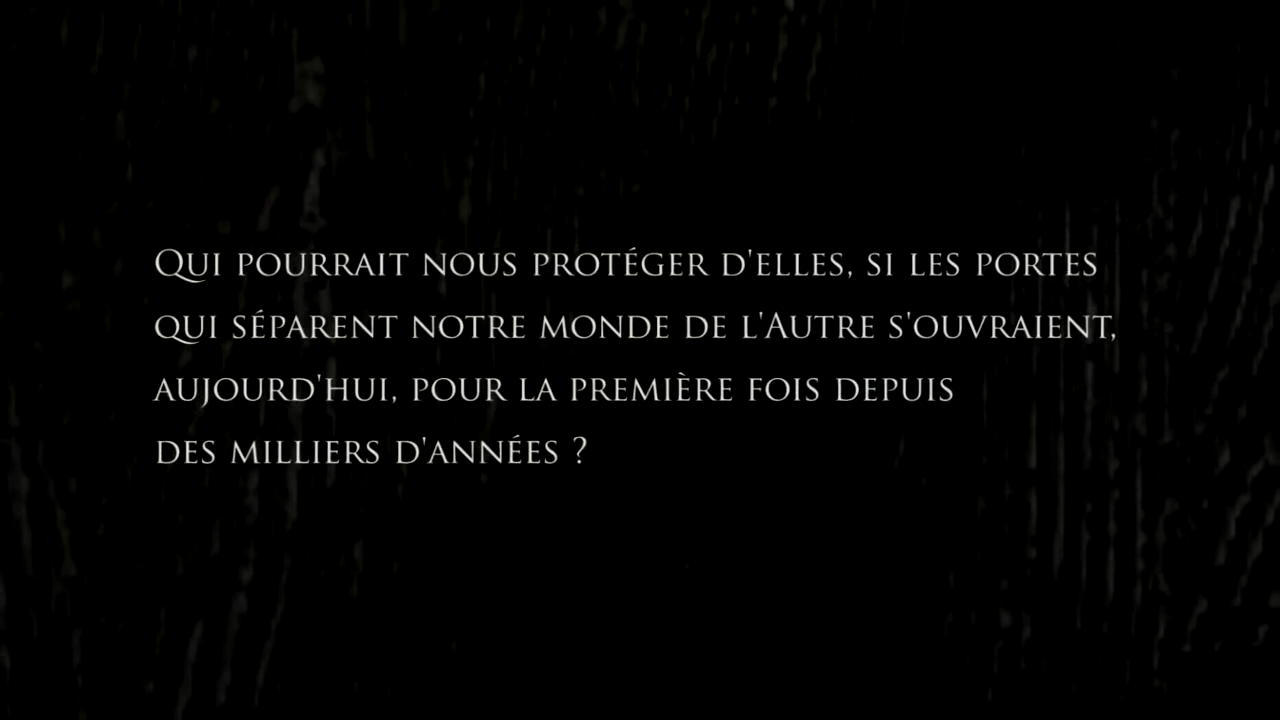 Qui pourrait nous protéger d'elles, si les portes
qui séparent notre monde de l'Autre s'ouvraient,
aujourd'hui, pour la première fois depuis
des milliers d'années ?